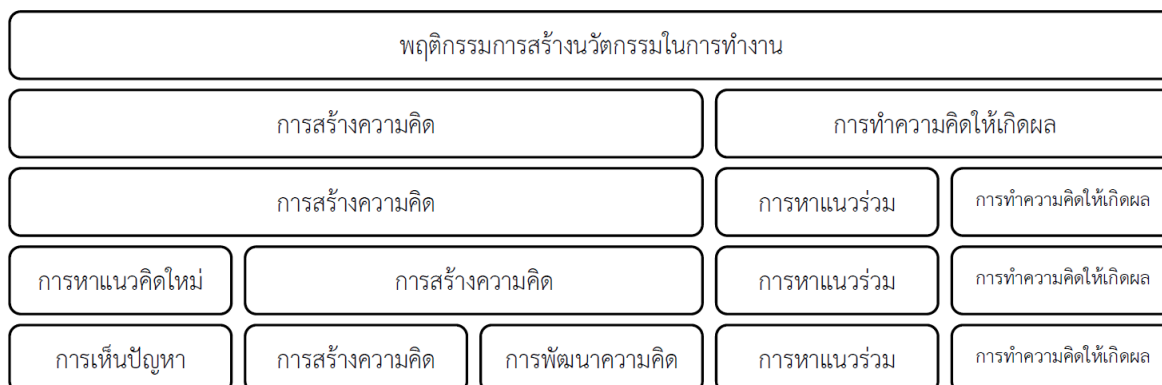 พฤติกรรมการสร้างนวัตกรรมในการทำงาน
การสร้างความคิด การทำความคิดให้เกิดผล
การสร้างความคิด การหาแนวร่วม การทำความคิดให้เกิดผล
การหาแนวคิดใหม่ การสร้างความคิด การหาแนวร่วม การทำความคิดให้เกิดผล
การเห็นปัญหา การสร้างความคิด การพัฒนาความคิด การหาแนวร่วม การทำความคิดให้เกิดผล